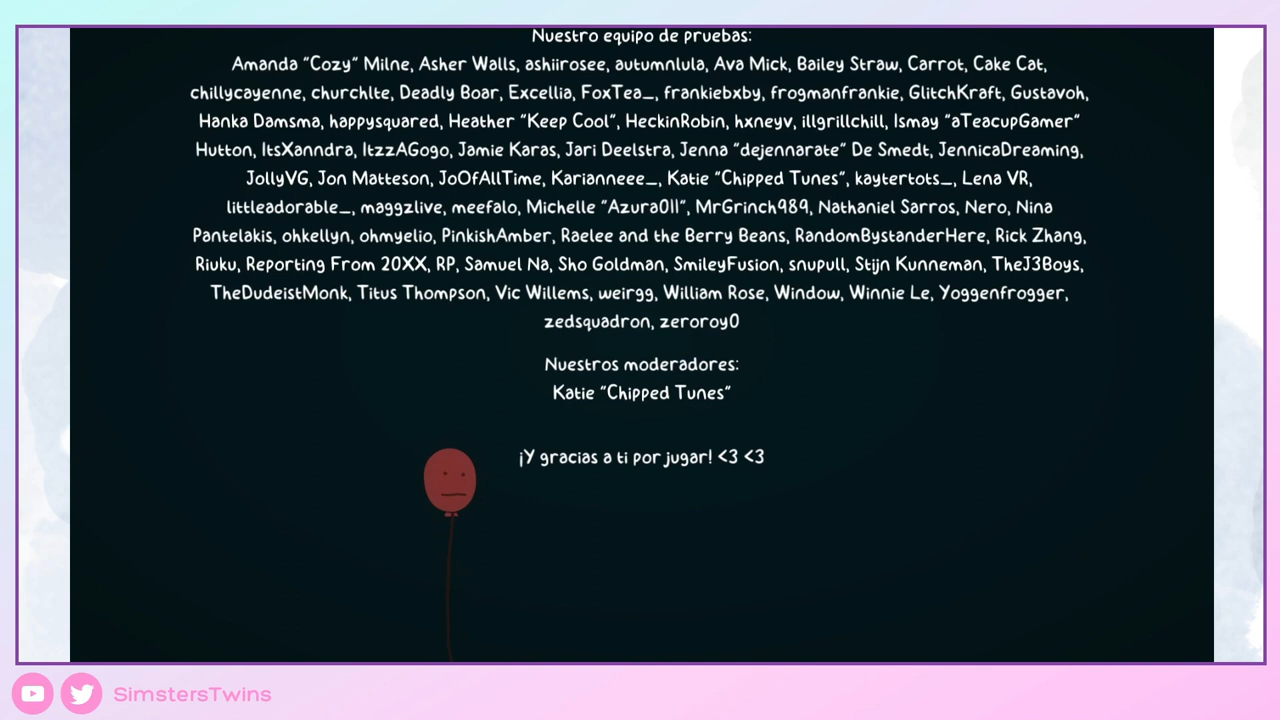 Nuestro equipo de pruebas:
Amanda "Cozy" Milne, Asher Walls, ashiirosee, autumnlula, Ava Mick, Bailey Straw, Carrot, Cake Cat,
chillycayenne, churchlte, Deadly Boar, Excellia, FoxTea_, frankiebxby, frogmanfrankie, GlitchKraft, Gustavoh,
Hanka Damsma, happysquared, Heather "Keep Cool", HeckinRobin, hxneyv, illgrillchill, Ismay "aTeacupGamer"
Hutton, ItsXanndra, ItzzAGogo, Jamie Karas, Jari Deelstra, Jenna "dejennarate" De Smedt, JennicaDreaming,
JollyVG, Jon Matteson, JoOfAllTime, Karianneee_, Katie "Chipped Tunes", kaytertots_, Lena VR,
littleadorable_, maggzlive, meefalo, Michelle "Azura011", MrGrinch989, Nathaniel Sarros, Nero, Nina
Pantelakis, ohkellyn, ohmyelio, PinkishAmber, Raelee and the Berry Beans, RandomBystanderHere, Rick Zhang,
Riuku, Reporting From 20XX, RP, Samuel Na, Sho Goldman, SmileyFusion, snupull, Stijn Kunneman, TheJ3Boys,
TheDudeistMonk, Titus Thompson, Vic Willems, weirgg, William Rose, Window, Winnie Le, Yoggenfrogger,
zedsquadron, zeroroy0
Nuestros moderadores:
Katie "Chipped Tunes"
¡Y gracias a ti por jugar! <3 <3
SimstersTwins